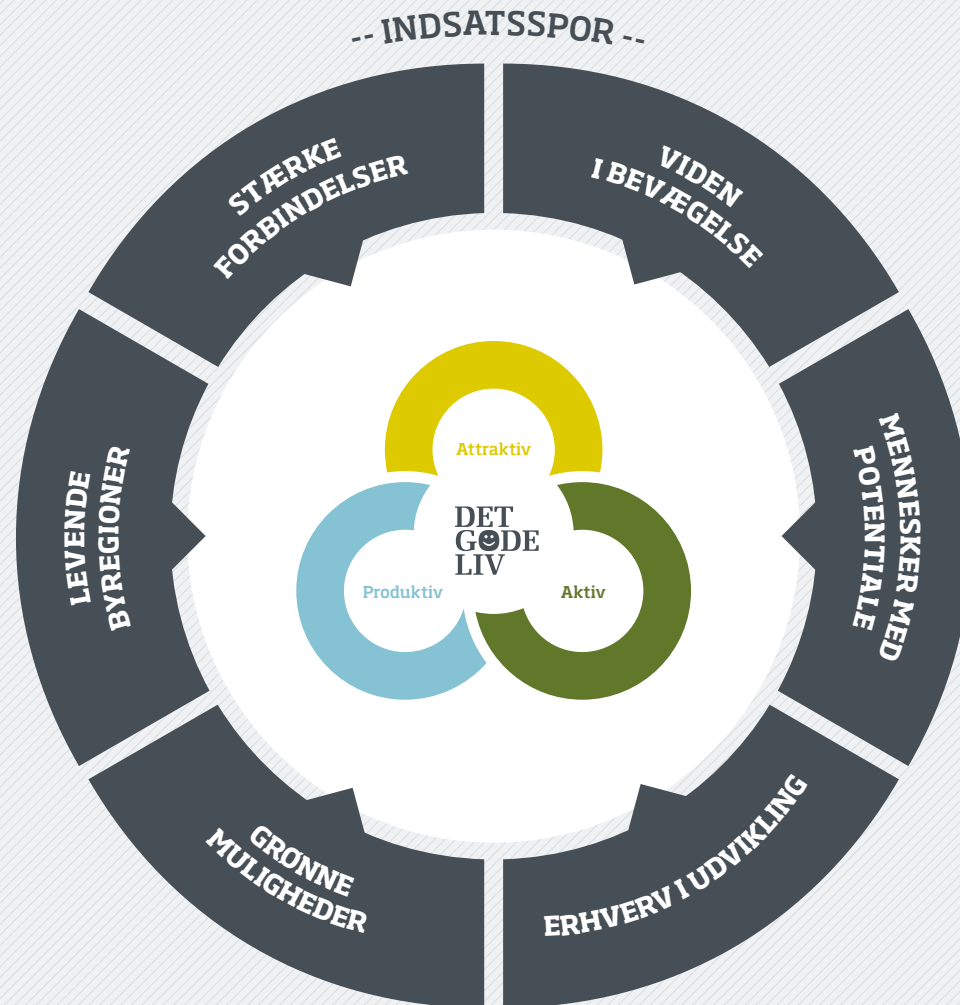 -- INDSATSSPOR --
STÆRKE
FORBINDELSER
VIDEN
I BEVÆGELSE
MENNESKER MED
POTENTIALE
ERHVERV I UDVIKLING
GRØNNE
MULIGHEDER
LEVENDE
BYREGIONER
Attraktiv
DET
GODE
LIV
Produktiv
Aktiv